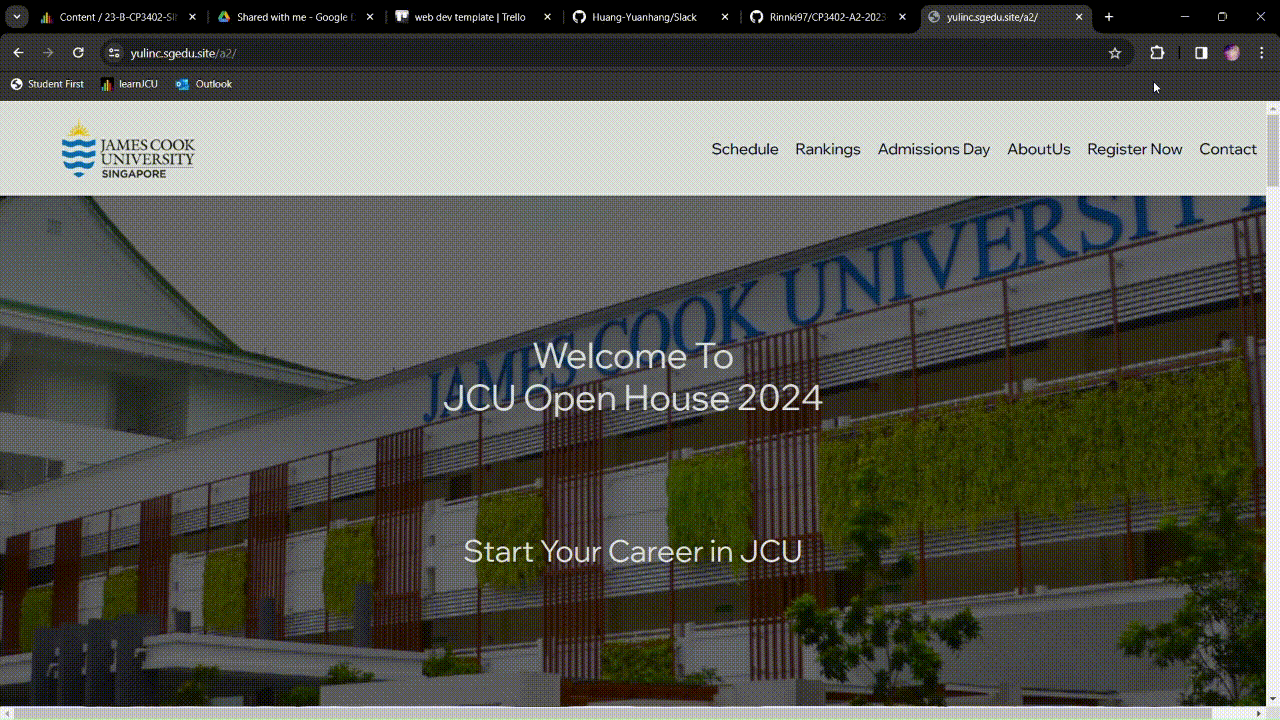 Content / 23-B-CP3402-Si
Shared with me - Google
web dev template | Trello
Huang-Yuanhang/Slack
Rinnki97/CP3402-A2-2023
yulinc.sgedu.site/a2/
yulinc.sgedu.site/a2/
Student First
learnJCU
Outlook
JAMES COOK
UNIVERSITY
SINGAPORE
Schedule
Rankings
Admissions Day
AboutUs
Register Now
Contact
JAMES COOK UNIVERSITY
Welcome To
JCU Open House 2024
Start Your Career in JCU